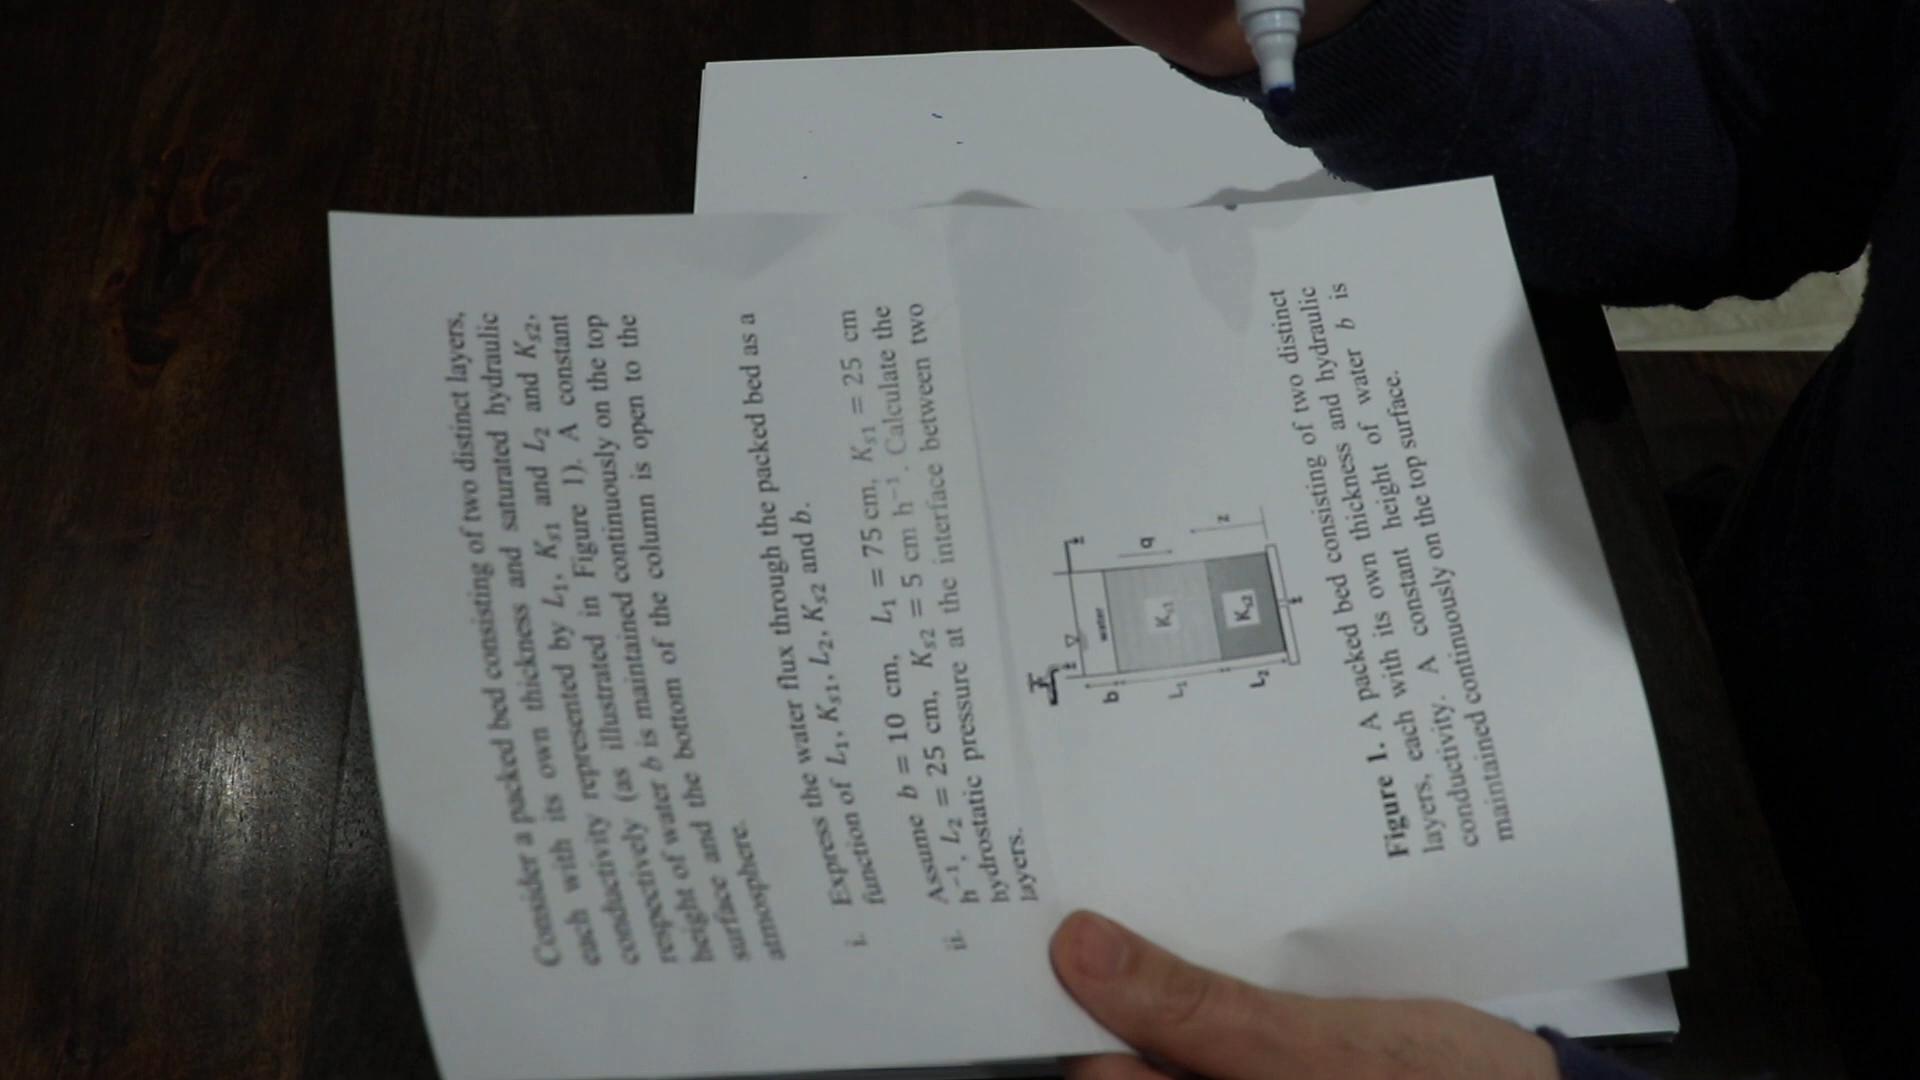 Consider a packed bed consisting of two distinct layers,
each with its own thickness and saturated hydraulic
conductivity represented by L₁, Kₛ₁ and L₂ and Kₛ₂,
respectively (as illustrated in Figure 1). A constant
height of water b is maintained continuously on the top
surface and the bottom of the column is open to the
atmosphere.
i. Express the water flux through the packed bed as a
function of L₁, Kₛ₁, L₂, Kₛ₂ and b.
ii. Assume b = 10 cm, L₁ = 75 cm, Kₛ₁ = 25 cm
h⁻¹, L₂ = 25 cm, Kₛ₂ = 5 cm h⁻¹. Calculate the
hydrostatic pressure at the interface between two
layers.
water
b
q
L₁
Kₛ₁
L₂
Kₛ₂
z
Figure 1. A packed bed consisting of two distinct
layers, each with its own thickness and hydraulic
conductivity. A constant height of water b is
maintained continuously on the top surface.